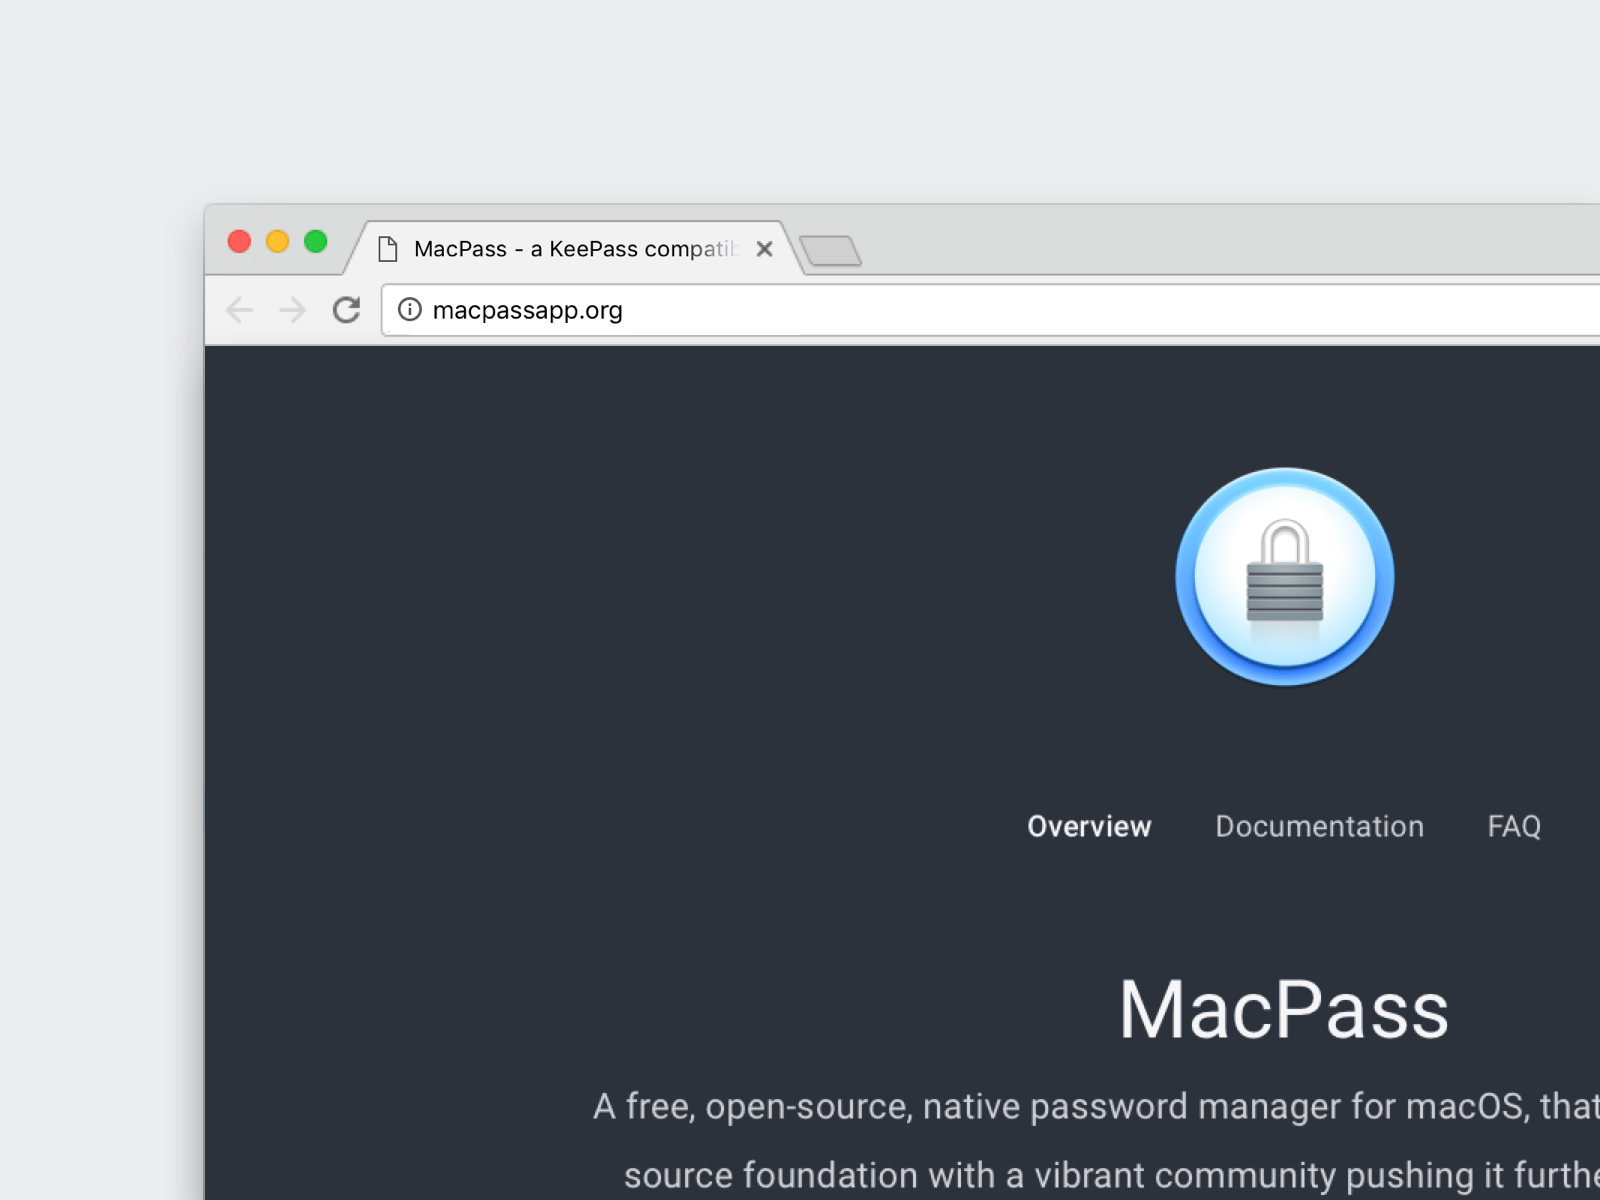 MacPass - a KeePass compatib
macpassapp.org
Overview Documentation FAQ
MacPass
A free, open-source, native password manager for macOS, that
source foundation with a vibrant community pushing it furthe